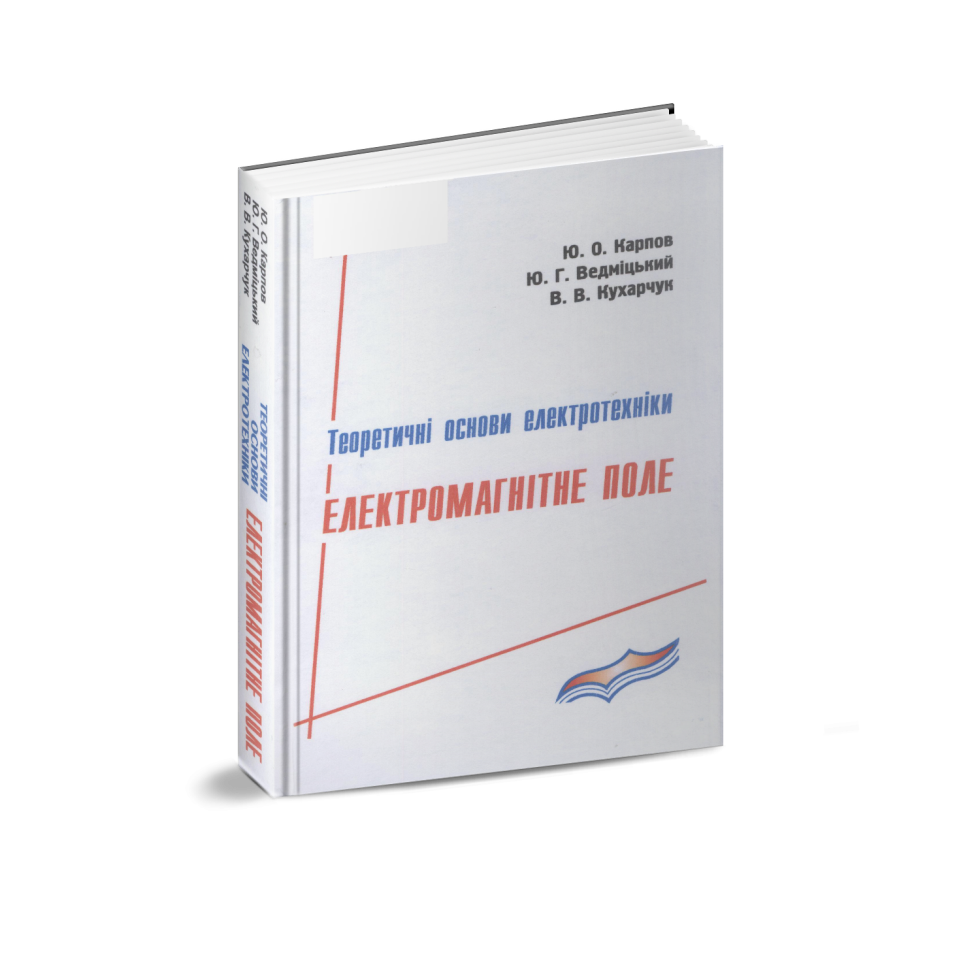 Ю. О. Карпов
Ю. Г. Ведміцький
В. В. Кухарчук
Теоретичні основи електротехніки
ЕЛЕКТРОМАГНІТНЕ ПОЛЕ
Ю. О. Карпов
Ю. Г. Ведміцький
В. В. Кухарчук
ТЕОРЕТИЧНІ
ОСНОВИ
ЕЛЕКТРОТЕХНІКИ
ЕЛЕКТРОМАГНІТНЕ ПОЛЕ